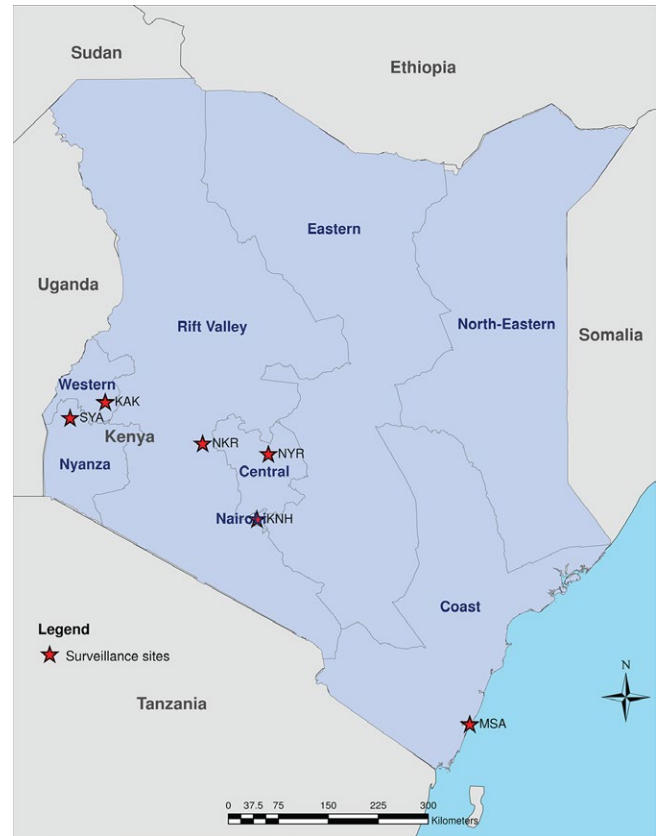 Sudan
Ethiopia
Eastern
Uganda
Rift Valley
North-Eastern
Somalia
Western
KAK
SYA
Kenya
NKR
NYR
Nyanza
Central
Nairobi
KNH
Coast
Legend
Surveillance sites
N
Tanzania
MSA
0 37.5 75 150 225 300
Kilometers